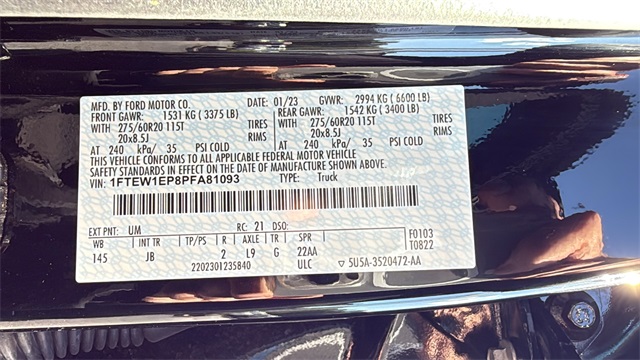 MFD. BY FORD MOTOR CO. DATE: 01/23 GVWR: 2994 KG (6600 LB)
FRONT GAWR: 1531 KG (3375 LB) REAR GAWR: 1542 KG (3400 LB)
WITH 275/60R20 115T TIRES WITH 275/60R20 115T TIRES
20x8.5J RIMS 20x8.5J RIMS
AT 240 kPa/ 35 PSI COLD AT 240 kPa/ 35 PSI COLD
THIS VEHICLE CONFORMS TO ALL APPLICABLE FEDERAL MOTOR VEHICLE
SAFETY STANDARDS IN EFFECT ON THE DATE OF MANUFACTURE SHOWN ABOVE.
VIN: 1FTEW1EP8PFA81093 TYPE: Truck
EXT PNT: UM RC: 21 DSO:
WB INT TR TP/PS R AXLE TR SPR F0103
145 JB 2 L9 G 22AA T0822
2202301235840 ULC ▽ 5U5A-3520472-AA